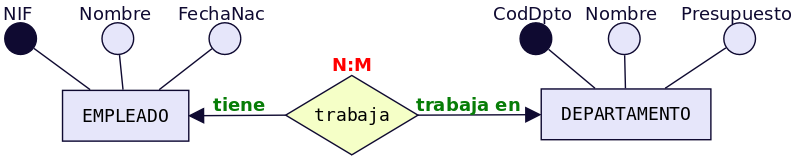 NIF
Nombre
FechaNac
CodDpto
Nombre
Presupuesto
N:M
tiene
trabaja en
EMPLEADO
trabaja
DEPARTAMENTO